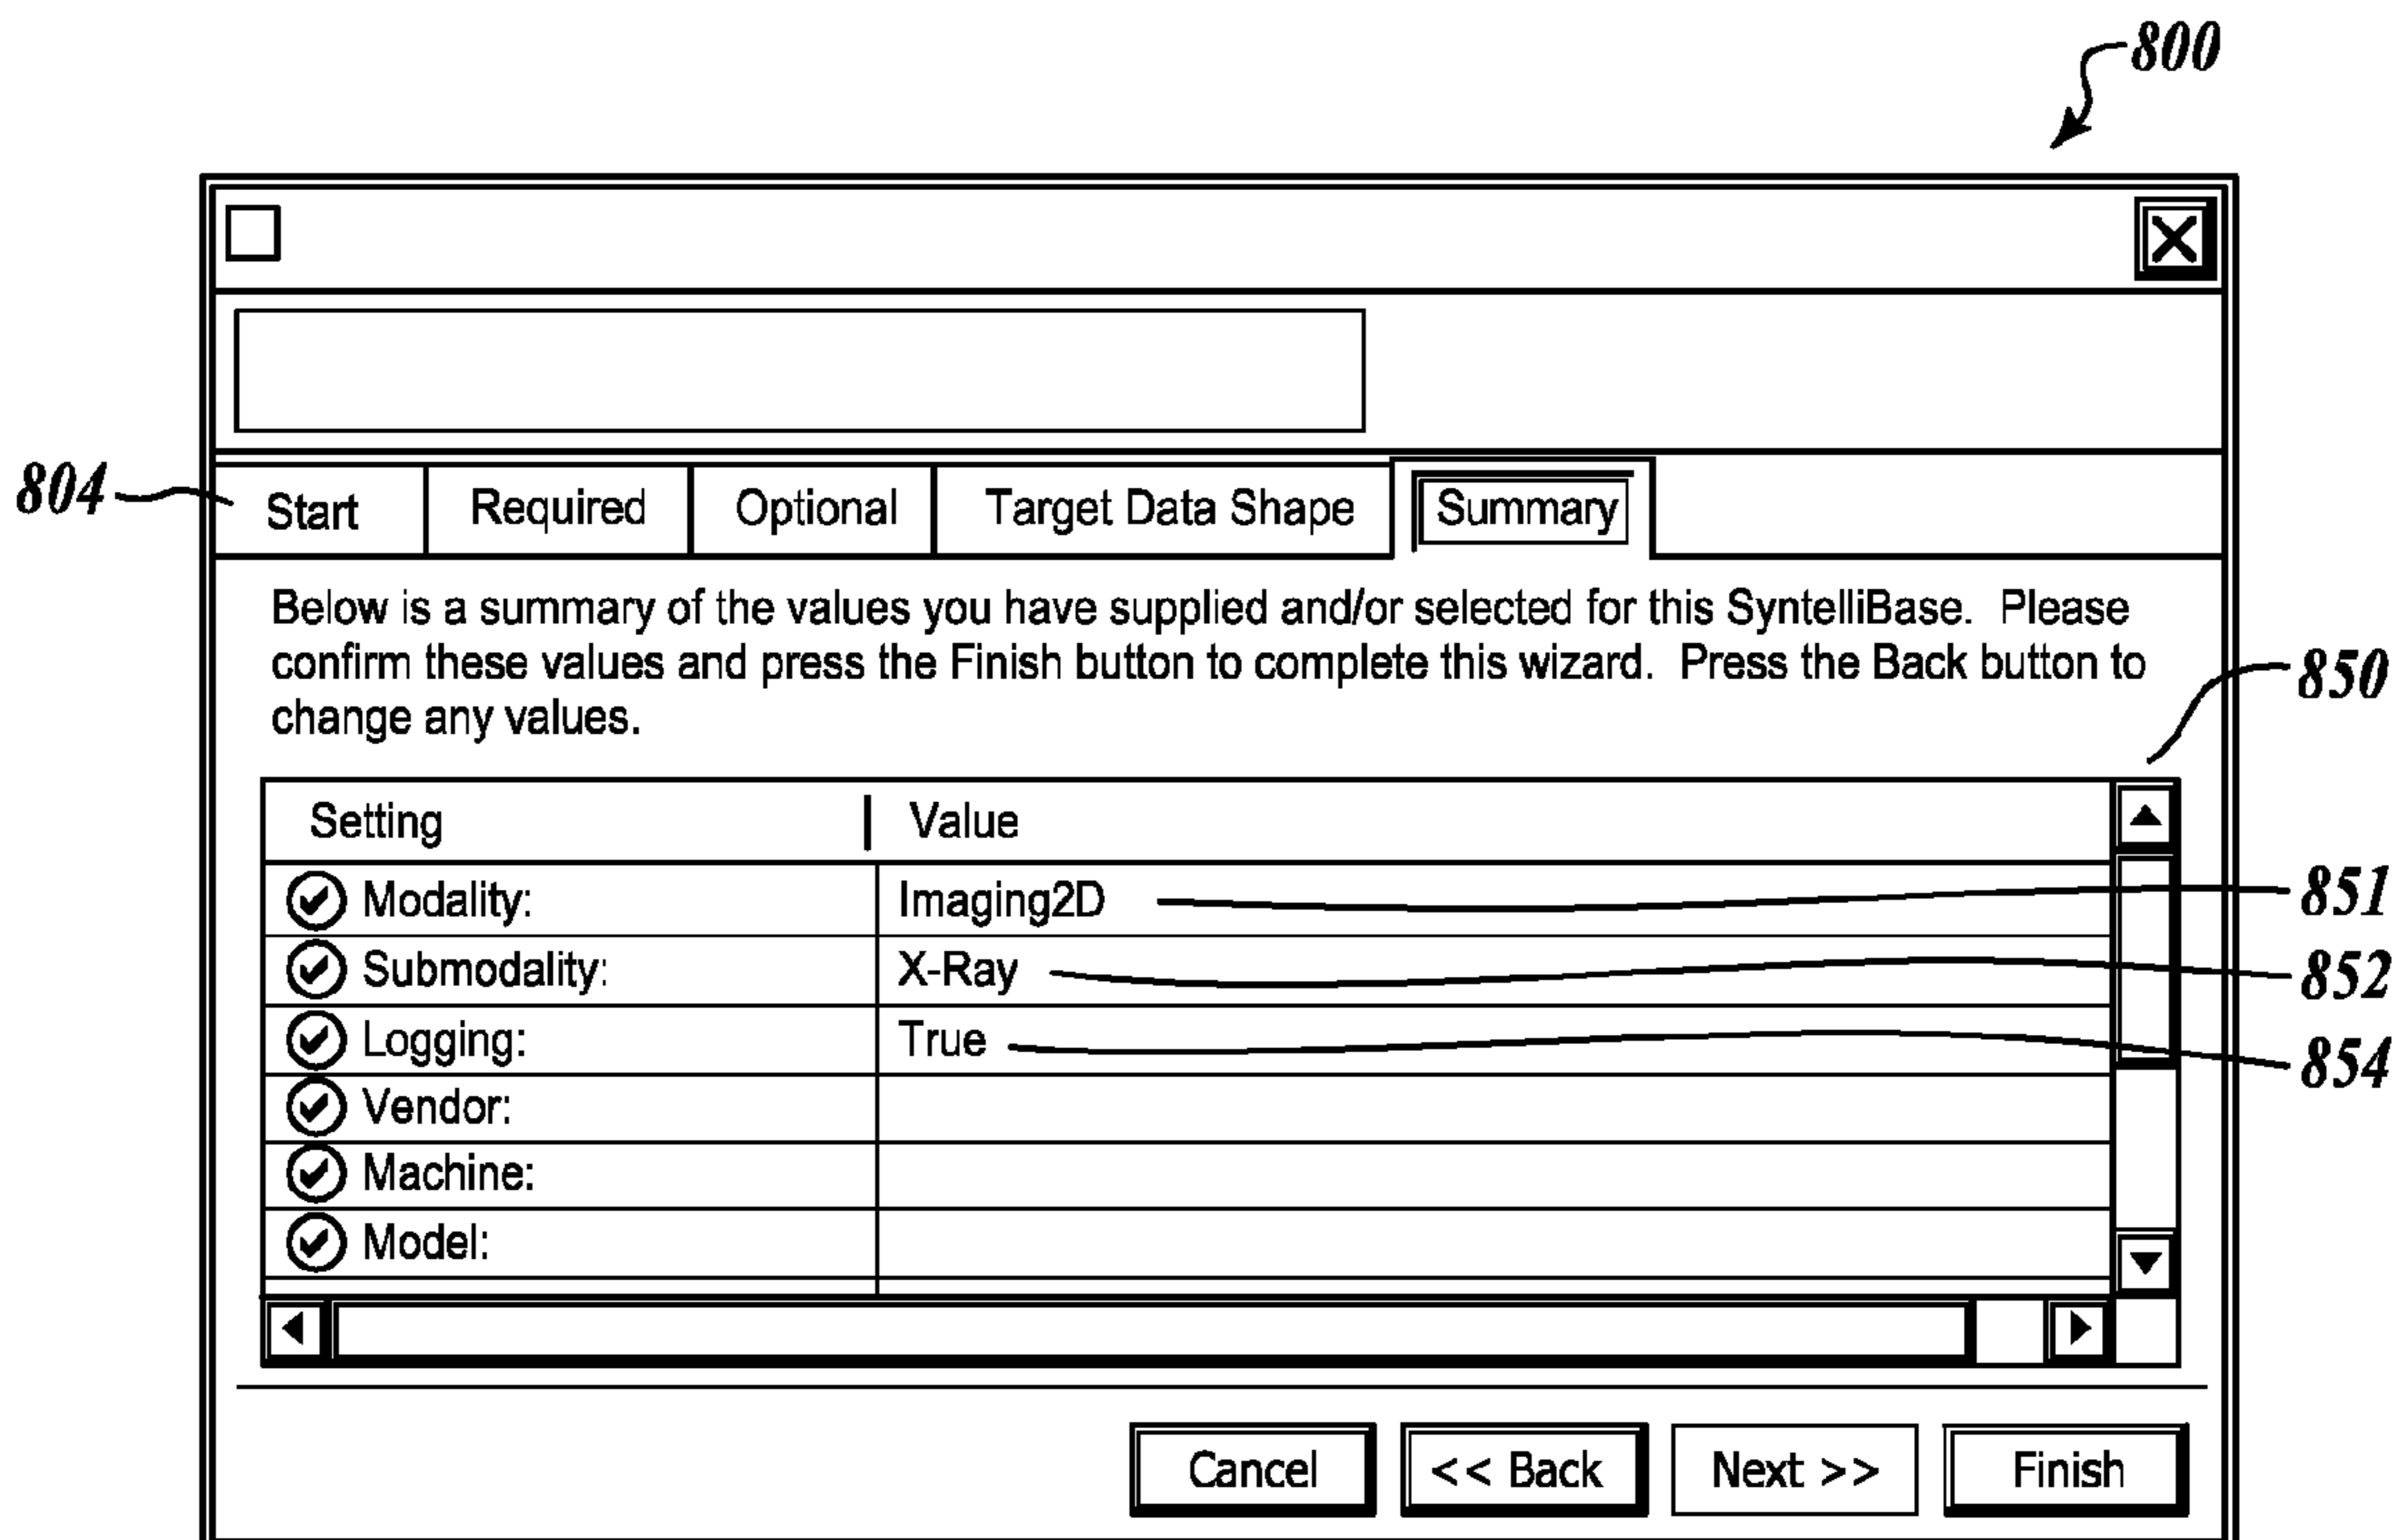 800
804
Start Required Optional Target Data Shape Summary
Below is a summary of the values you have supplied and/or selected for this SyntelliBase. Please
confirm these values and press the Finish button to complete this wizard. Press the Back button to
change any values.
850
Setting Value
Modality: Imaging2D 851
Submodality: X-Ray 852
Logging: True 854
Vendor:
Machine:
Model:
Cancel << Back Next >> Finish